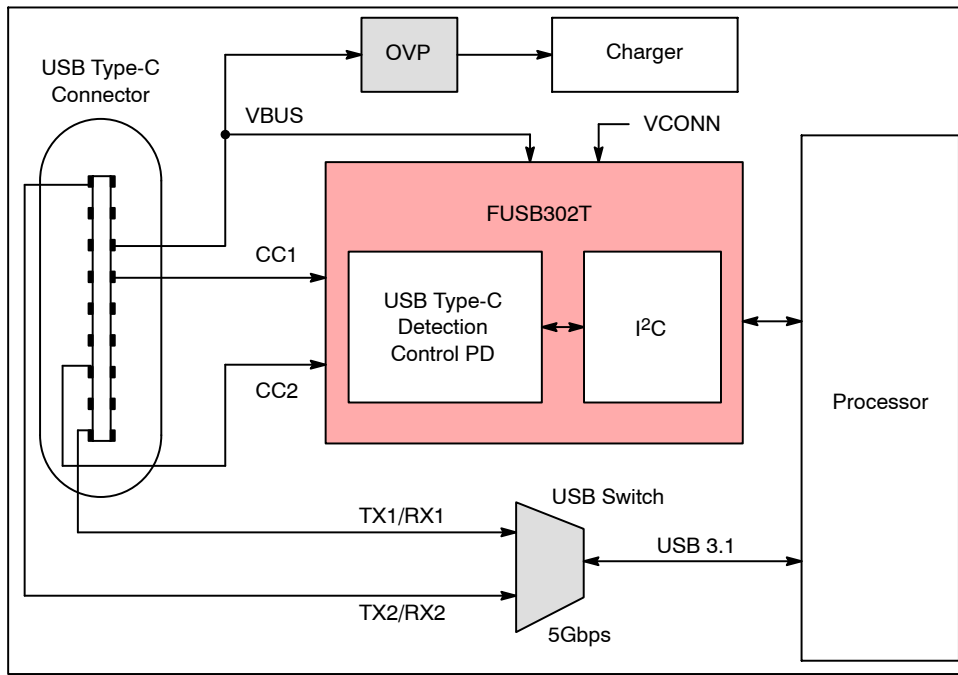 OVP
Charger
USB Type-C
Connector
VBUS
VCONN
FUSB302T
CC1
USB Type-C
Detection
Control PD
I²C
CC2
Processor
USB Switch
TX1/RX1
USB 3.1
TX2/RX2
5Gbps